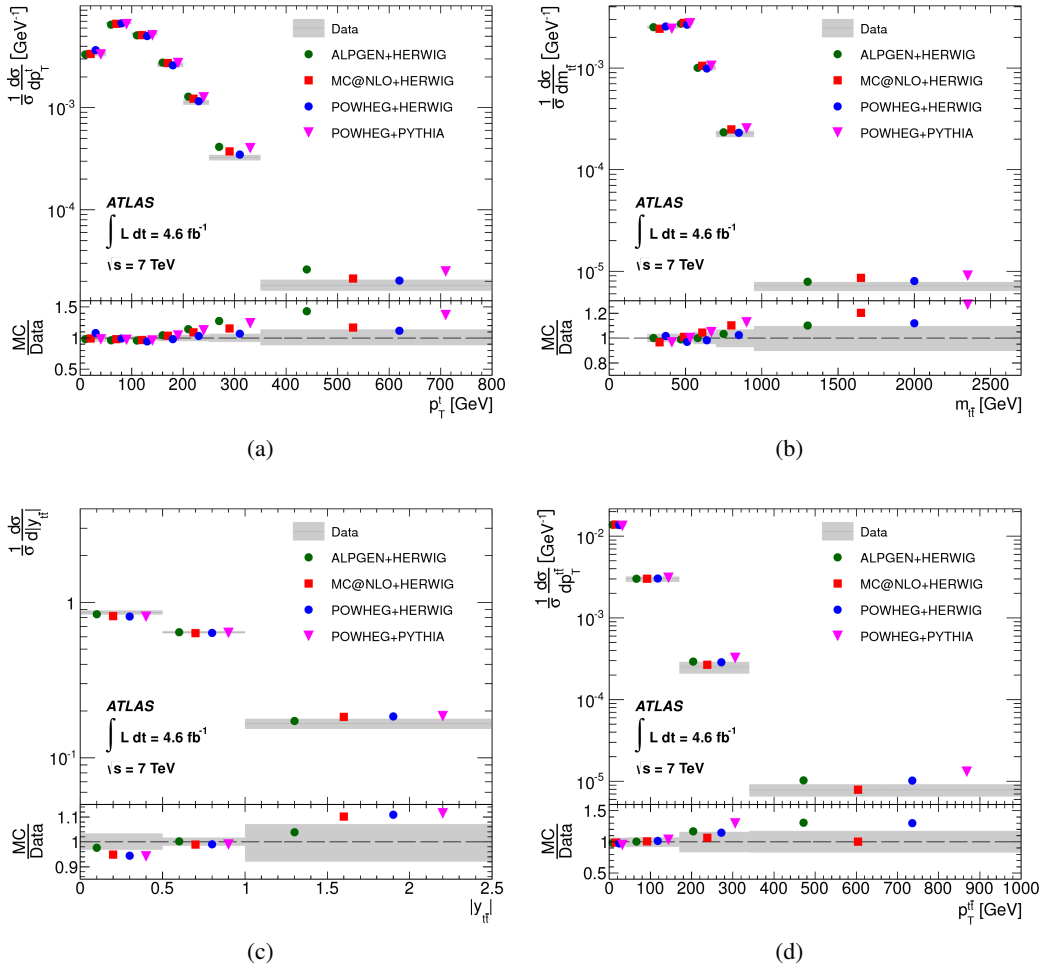 1/σ dσ/dp_T^t [GeV⁻¹]
Data
ALPGEN+HERWIG
MC@NLO+HERWIG
POWHEG+HERWIG
POWHEG+PYTHIA
10⁻³
10⁻⁴
ATLAS
∫ L dt = 4.6 fb⁻¹
√s = 7 TeV
MC/Data
1.5
1
0.5
0 100 200 300 400 500 600 700 800
p_T^t [GeV]
(a)
1/σ dσ/dm_tt̄ [GeV⁻¹]
Data
ALPGEN+HERWIG
MC@NLO+HERWIG
POWHEG+HERWIG
POWHEG+PYTHIA
10⁻³
10⁻⁴
10⁻⁵
ATLAS
∫ L dt = 4.6 fb⁻¹
√s = 7 TeV
MC/Data
1.2
1
0.8
0 500 1000 1500 2000 2500
m_tt̄ [GeV]
(b)
1/σ dσ/d|y_tt̄|
Data
ALPGEN+HERWIG
MC@NLO+HERWIG
POWHEG+HERWIG
POWHEG+PYTHIA
1
10⁻¹
ATLAS
∫ L dt = 4.6 fb⁻¹
√s = 7 TeV
MC/Data
1.1
1
0.9
0 0.5 1 1.5 2 2.5
|y_tt̄|
(c)
1/σ dσ/dp_T^tt̄ [GeV⁻¹]
Data
ALPGEN+HERWIG
MC@NLO+HERWIG
POWHEG+HERWIG
POWHEG+PYTHIA
10⁻²
10⁻³
10⁻⁴
10⁻⁵
ATLAS
∫ L dt = 4.6 fb⁻¹
√s = 7 TeV
MC/Data
1.5
1
0.5
0 100 200 300 400 500 600 700 800 900 1000
p_T^tt̄ [GeV]
(d)